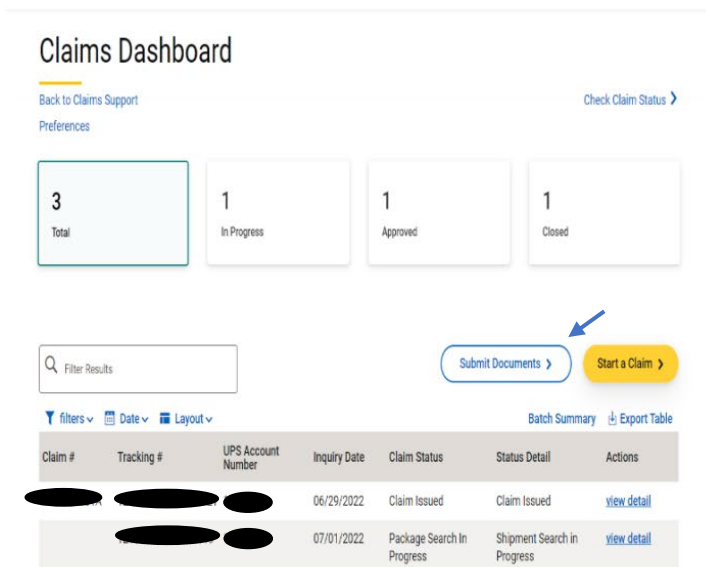 Claims Dashboard
Back to Claims Support
Check Claim Status
Preferences
3
Total
1
In Progress
1
Approved
1
Closed
Filter Results
Submit Documents
Start a Claim
filters
Date
Layout
Batch Summary
Export Table
Claim # Tracking # UPS Account Number Inquiry Date Claim Status Status Detail Actions
06/29/2022 Claim Issued Claim Issued view detail
07/01/2022 Package Search In Progress Shipment Search in Progress view detail